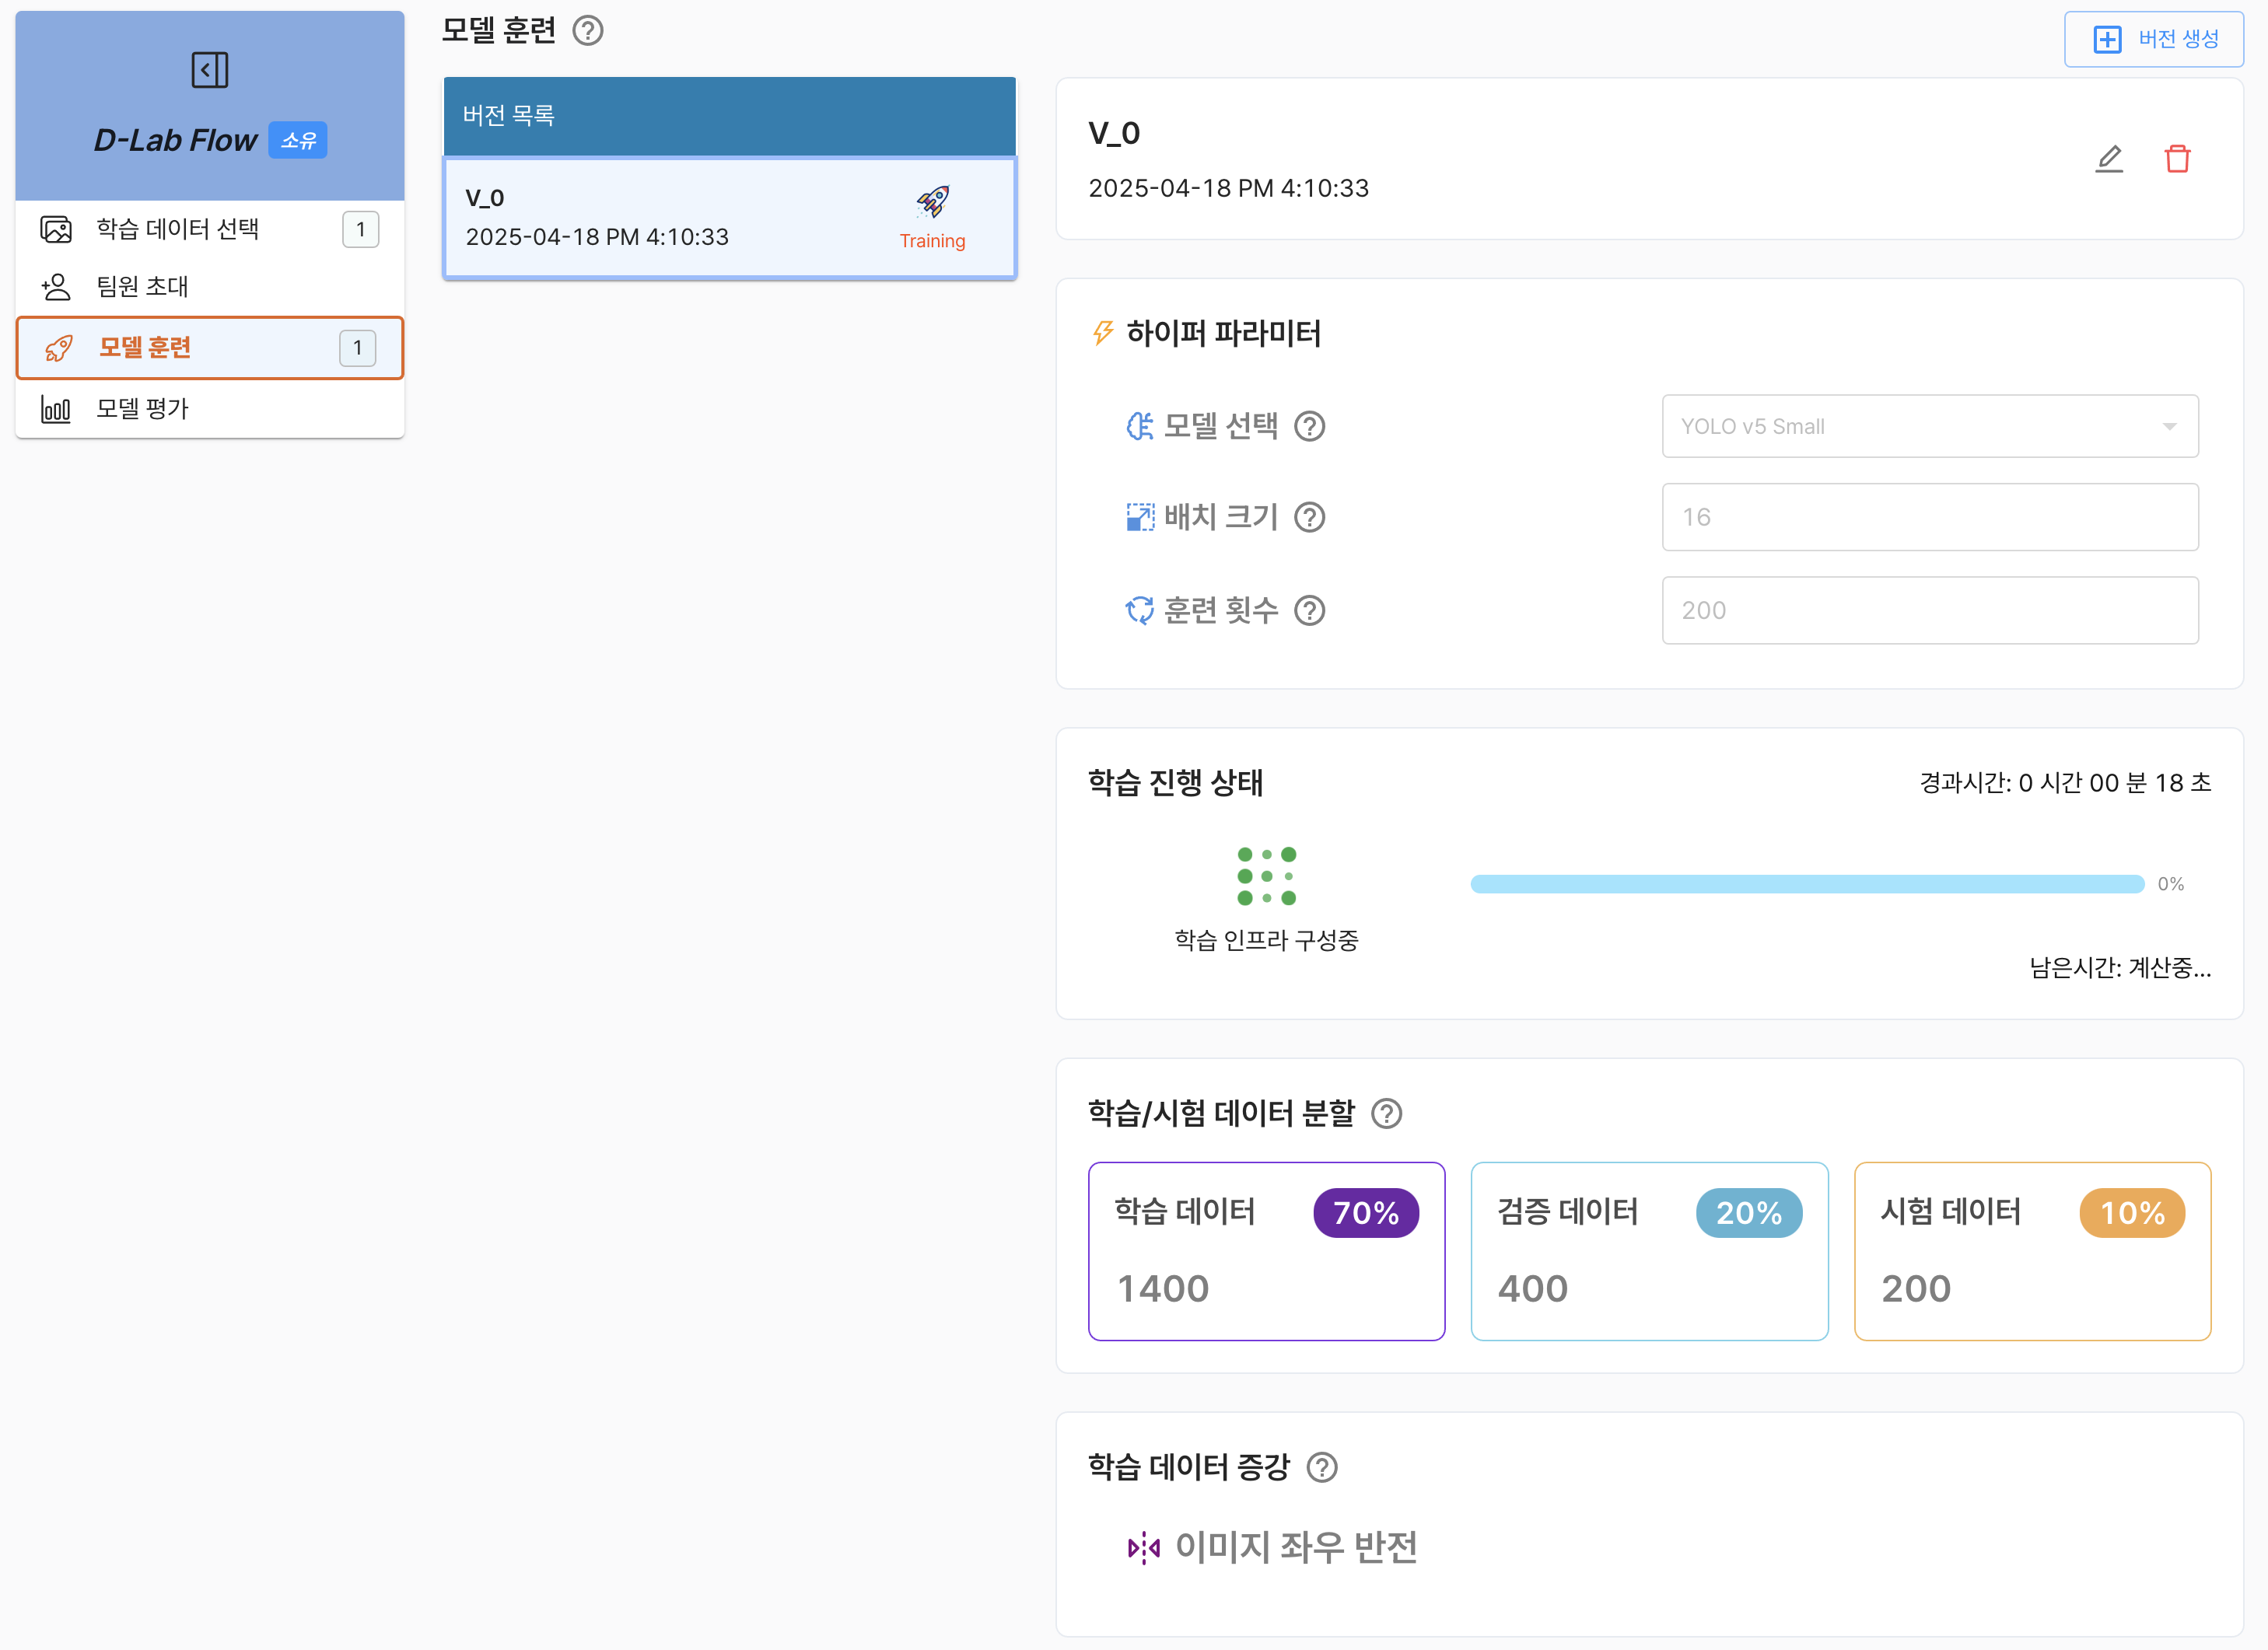 D-Lab Flow 소유
学습 데이터 선택 1
팀원 초대
모델 훈련 1
모델 평가
모델 훈련
버전 생성
버전 목록
V_0
2025-04-18 PM 4:10:33
Training
V_0
2025-04-18 PM 4:10:33
하이퍼 파라미터
모델 선택
YOLO v5 Small
배치 크기
16
훈련 횟수
200
학습 진행 상태
경과시간: 0 시간 00 분 18 초
학습 인프라 구성중
0%
남은시간: 계산중...
학습/시험 데이터 분할
학습 데이터 70%
1400
검증 데이터 20%
400
시험 데이터 10%
200
학습 데이터 증강
이미지 좌우 반전